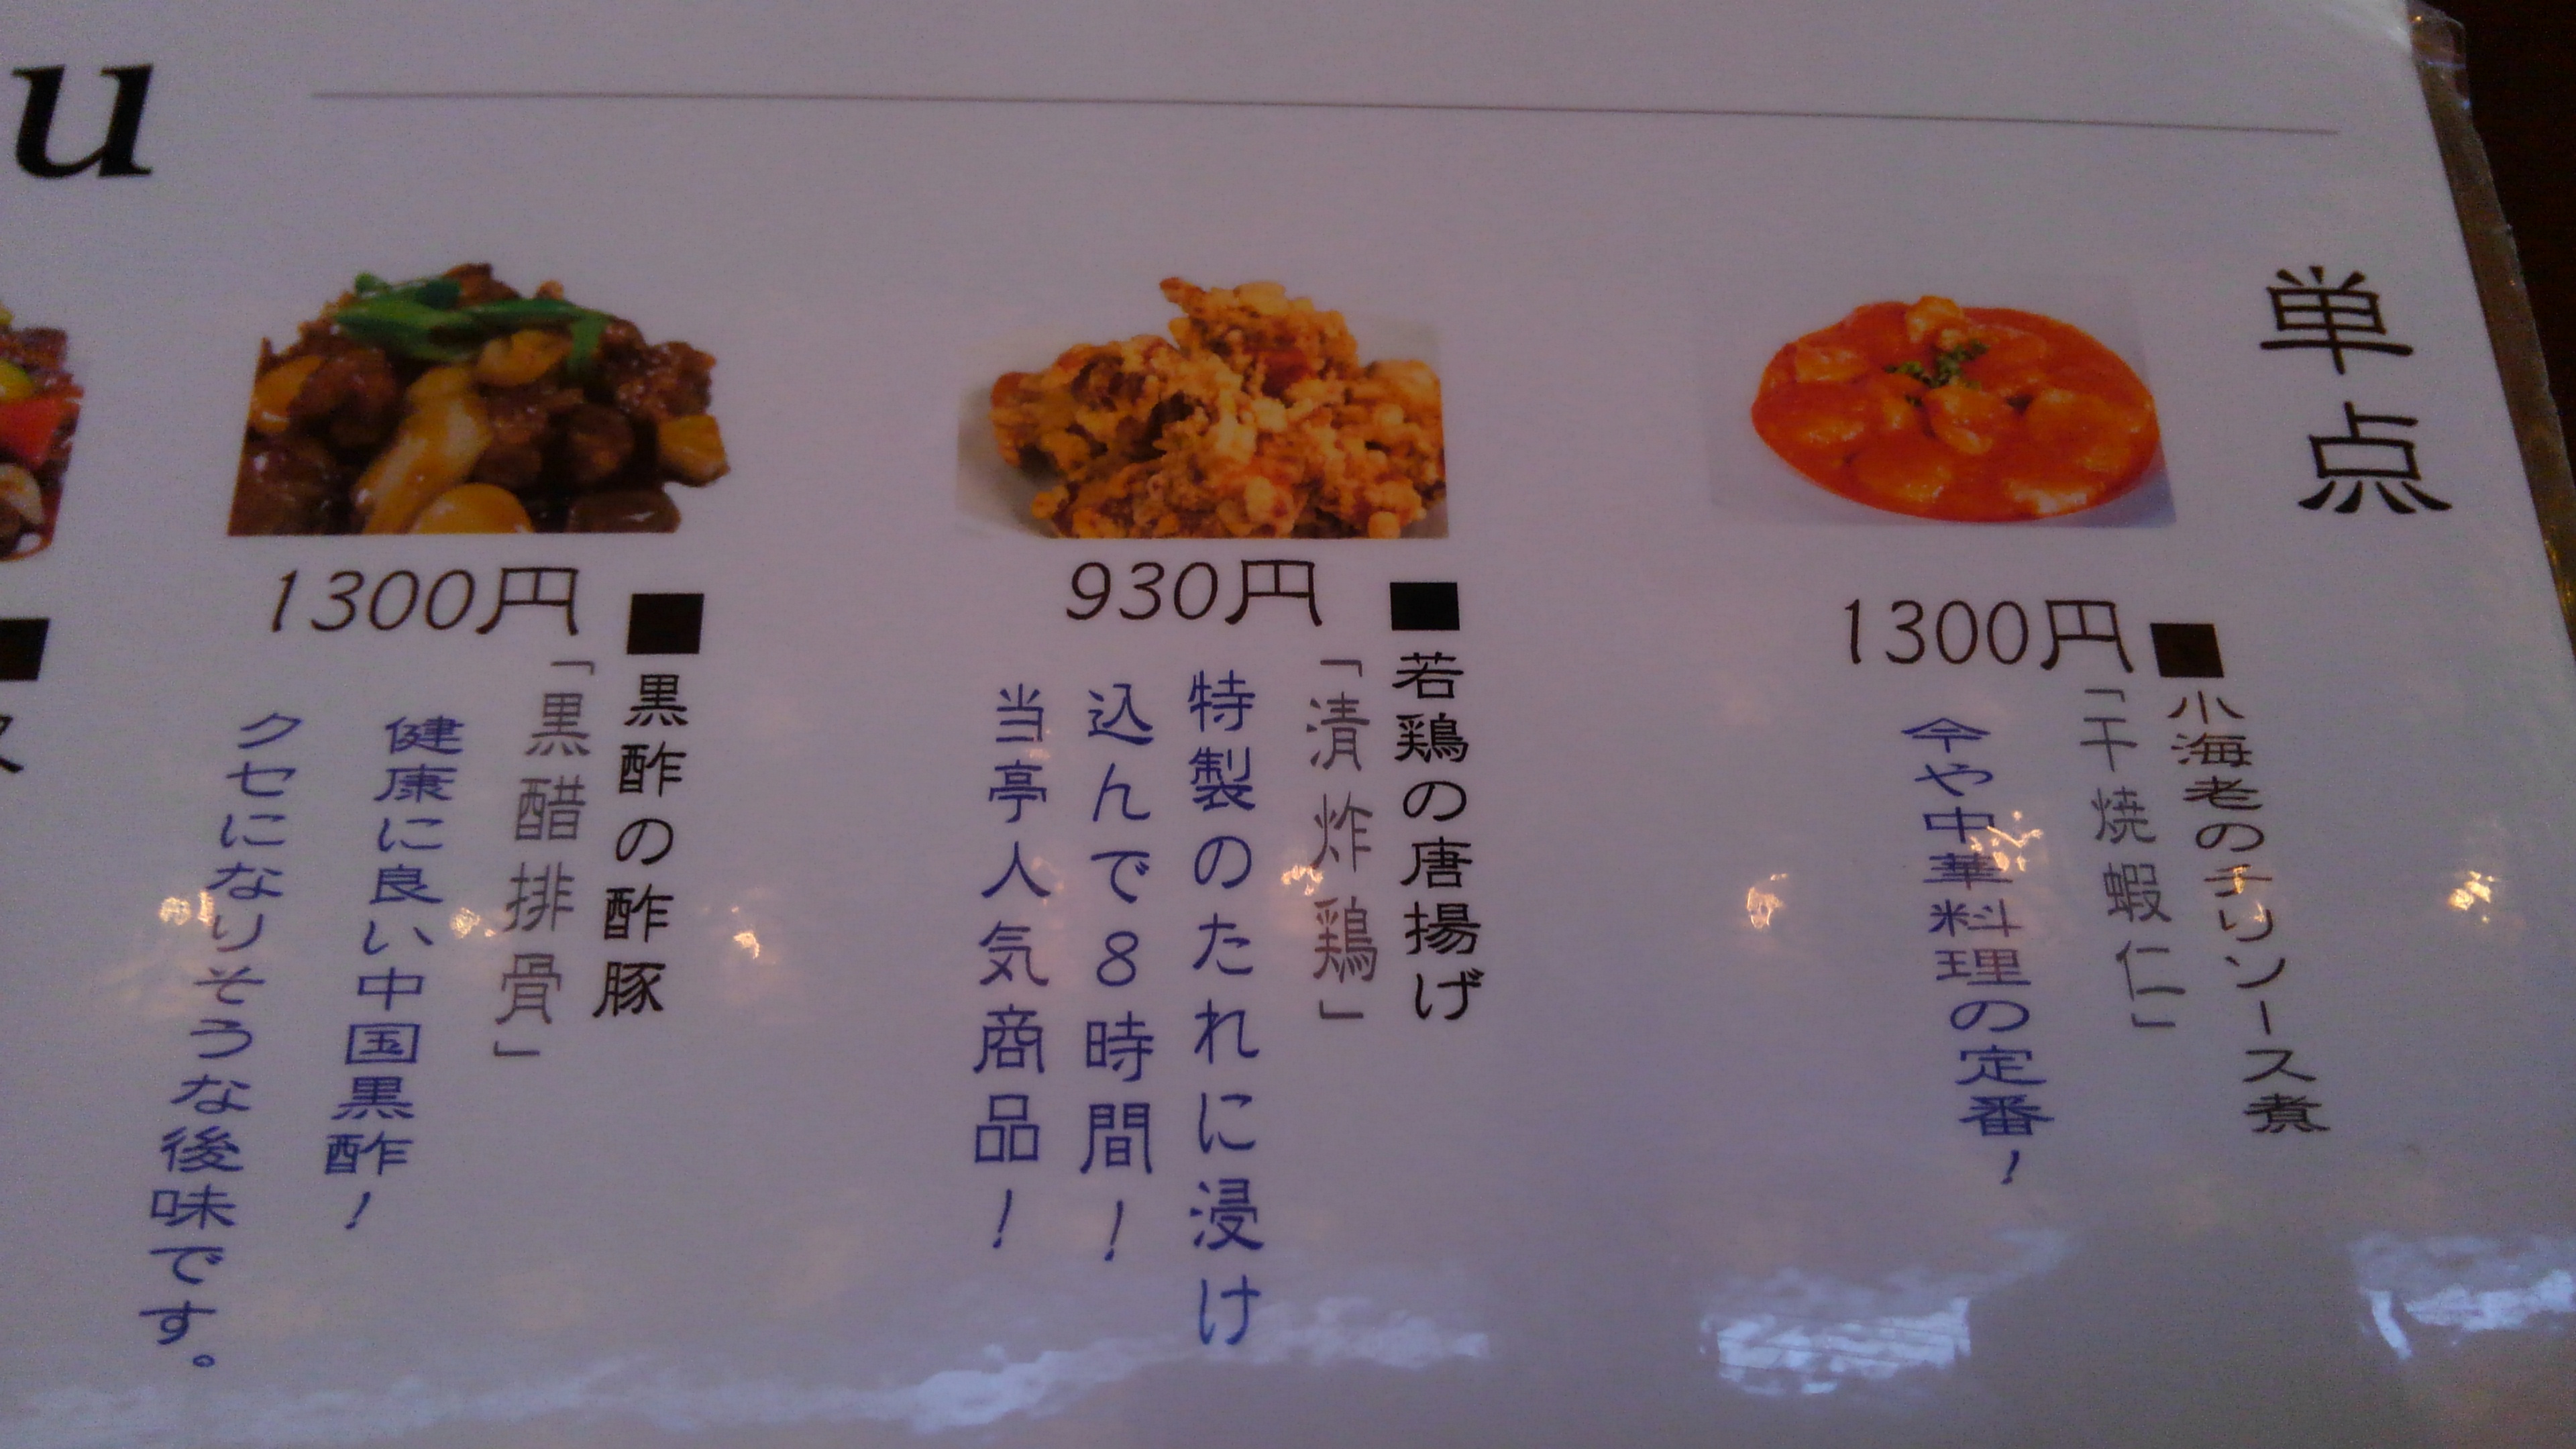 u
単点
1300円
■小海老のチリソース煮
「干焼蝦仁」
今や中華料理の定番!
930円
■若鶏の唐揚げ
「清炸鶏」
特製のたれに浸け
込んで8時間!
当亭人気商品!
1300円
■黒酢の酢豚
「黒醋排骨」
健康に良い中国黒酢!
クセになりそうな後味です。